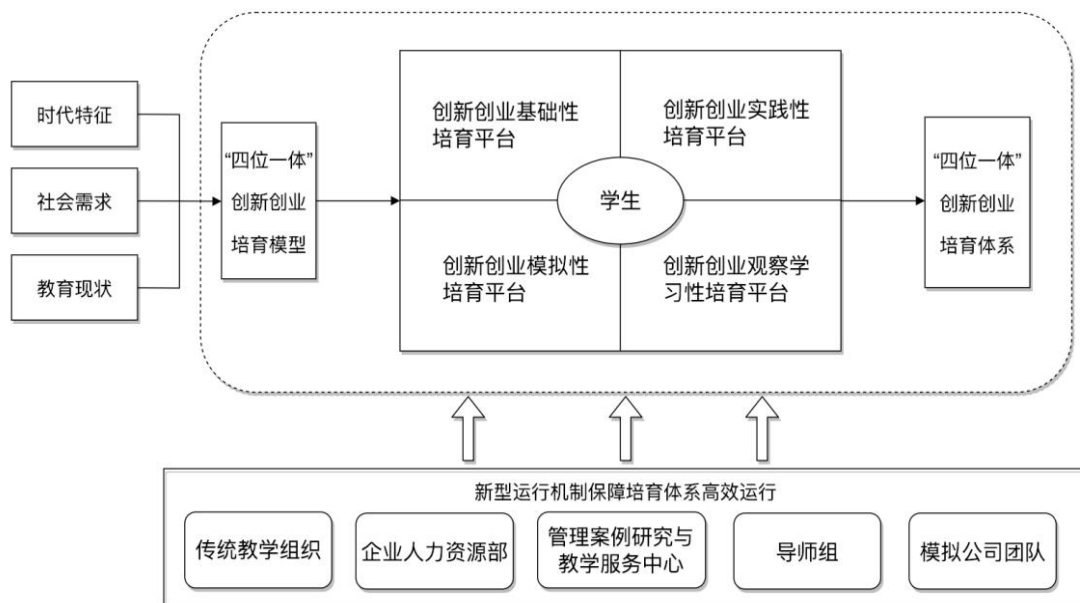 时代特征
社会需求
教育现状
“四位一体”
创新创业
培育模型
创新创业基础性
培育平台
创新创业实践性
培育平台
学生
创新创业模拟性
培育平台
创新创业观察学
习性培育平台
“四位一体”
创新创业
培育体系
新型运行机制保障培育体系高效运行
传统教学组织
企业人力资源部
管理案例研究与
教学服务中心
导师组
模拟公司团队